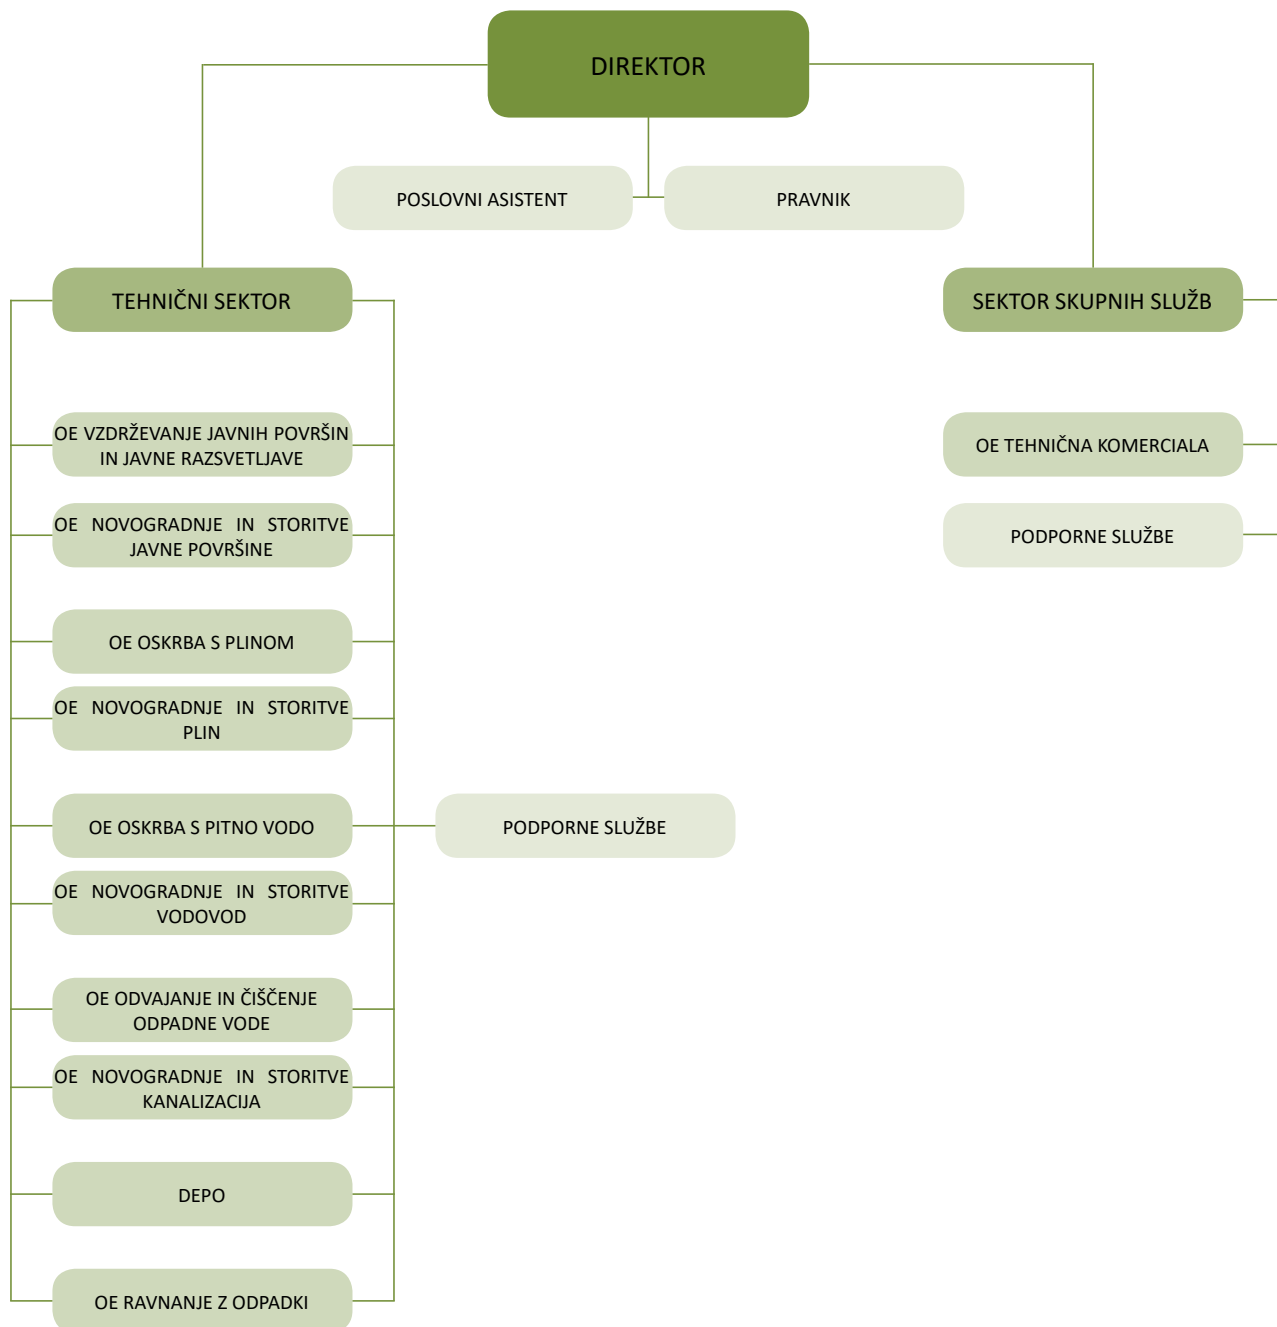 DIREKTOR
POSLOVNI ASISTENT
PRAVNIK
TEHNIČNI SEKTOR
SEKTOR SKUPNIH SLUŽB
OE VZDRŽEVANJE JAVNIH POVRŠIN
IN JAVNE RAZSVETLJAVE
OE TEHNIČNA KOMERCIALA
OE NOVOGRADNJE IN STORITVE
JAVNE POVRŠINE
PODPORNE SLUŽBE
OE OSKRBA S PLINOM
OE NOVOGRADNJE IN STORITVE
PLIN
OE OSKRBA S PITNO VODO
PODPORNE SLUŽBE
OE NOVOGRADNJE IN STORITVE
VODOVOD
OE ODVAJANJE IN ČIŠČENJE
ODPADNE VODE
OE NOVOGRADNJE IN STORITVE
KANALIZACIJA
DEPO
OE RAVNANJE Z ODPADKI